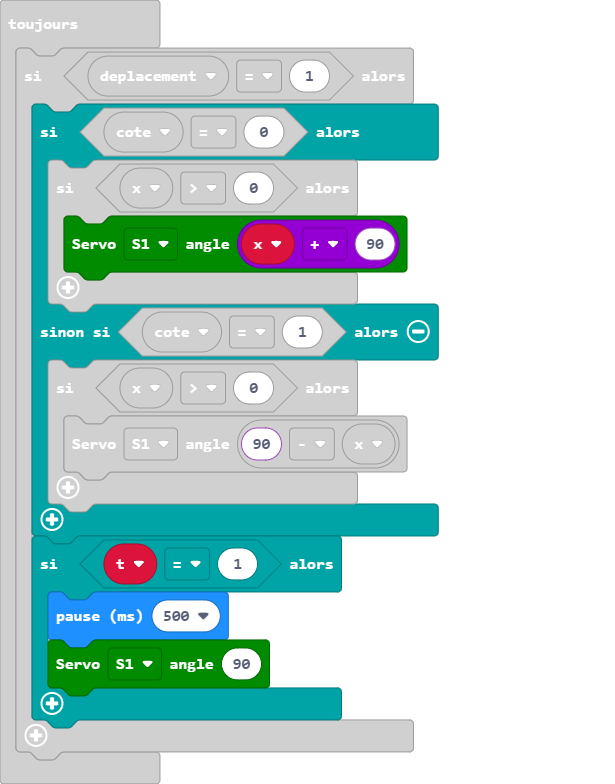 toujours
si deplacement = 1 alors
si cote = 0 alors
si x > 0 alors
Servo S1 angle x + 90
sinon si cote = 1 alors
si x > 0 alors
Servo S1 angle 90 - x
si t = 1 alors
pause (ms) 500
Servo S1 angle 90